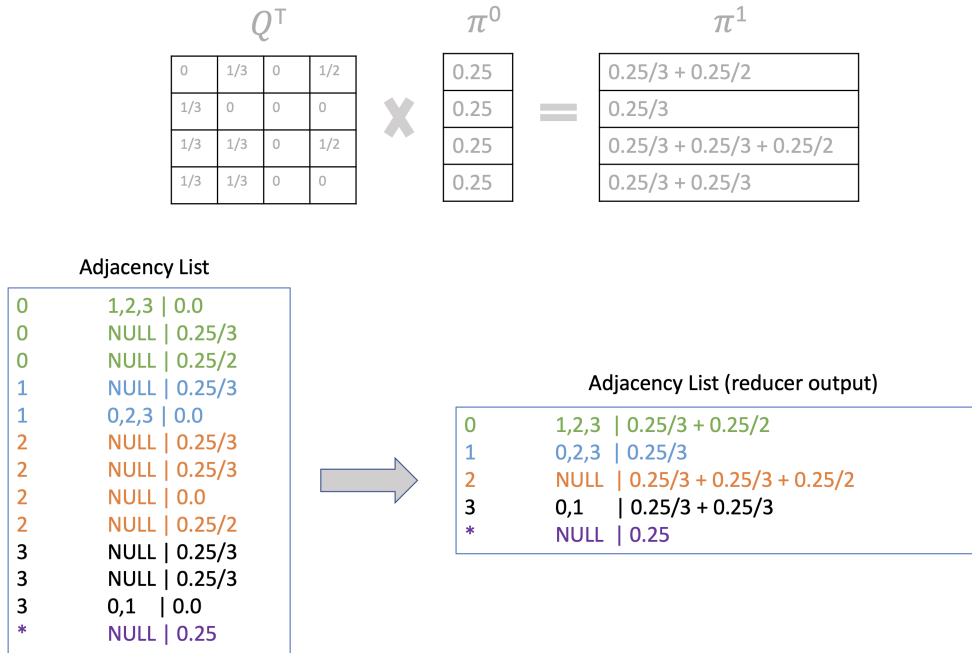 Qᵀ π⁰ π¹
0 1/3 0 1/2 0.25 0.25/3 + 0.25/2
1/3 0 0 0 0.25 0.25/3
1/3 1/3 0 1/2 0.25 0.25/3 + 0.25/3 + 0.25/2
1/3 1/3 0 0 0.25 0.25/3 + 0.25/3
× =
Adjacency List
0 1,2,3 | 0.0
0 NULL | 0.25/3
0 NULL | 0.25/2
1 NULL | 0.25/3
1 0,2,3 | 0.0
2 NULL | 0.25/3
2 NULL | 0.25/3
2 NULL | 0.0
2 NULL | 0.25/2
3 NULL | 0.25/3
3 NULL | 0.25/3
3 0,1 | 0.0
* NULL | 0.25
Adjacency List (reducer output)
0 1,2,3 | 0.25/3 + 0.25/2
1 0,2,3 | 0.25/3
2 NULL | 0.25/3 + 0.25/3 + 0.25/2
3 0,1 | 0.25/3 + 0.25/3
* NULL | 0.25